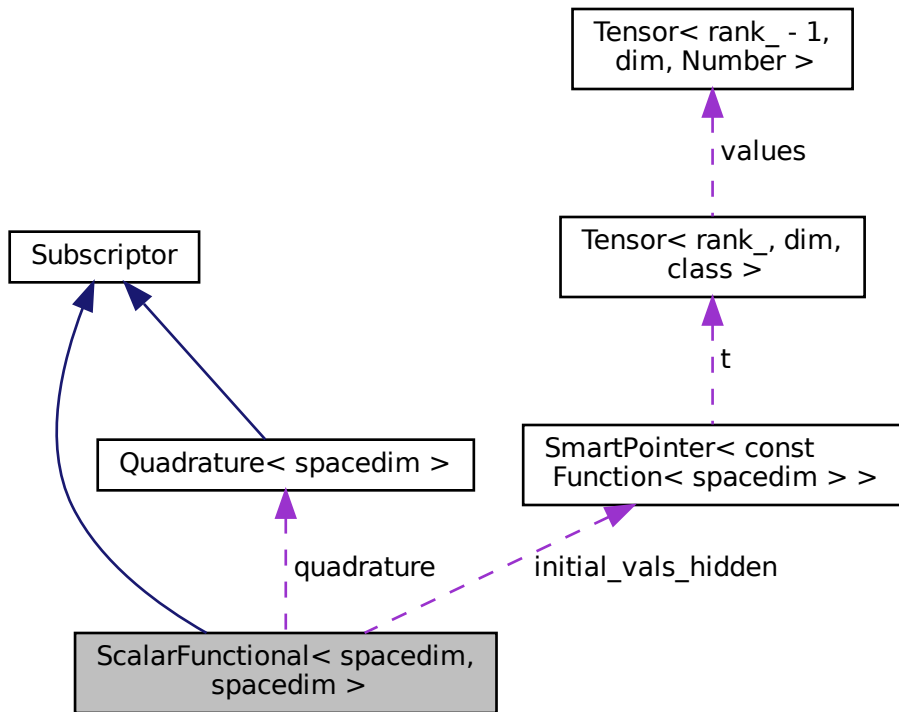 Tensor< rank_ - 1,
dim, Number >
values
Subscriptor
Tensor< rank_, dim,
class >
t
Quadrature< spacedim >
SmartPointer< const
Function< spacedim > >
quadrature
initial_vals_hidden
ScalarFunctional< spacedim,
spacedim >